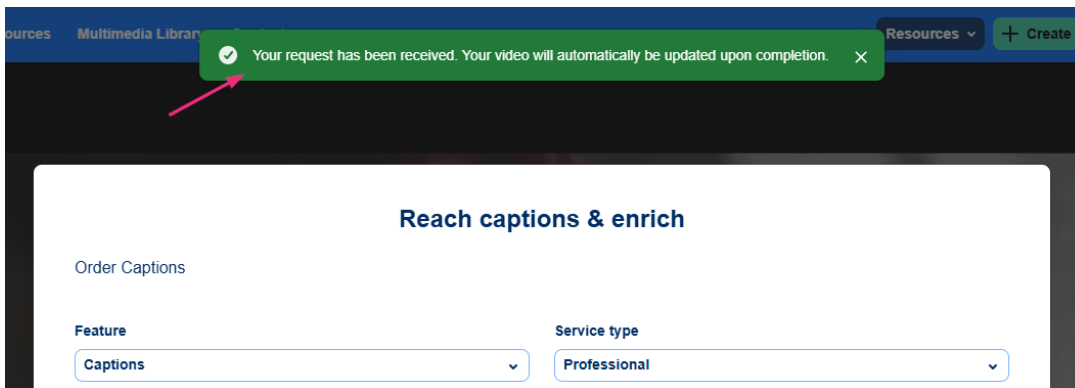 ources Multimedia Library
Resources + Create
Your request has been received. Your video will automatically be updated upon completion.
Reach captions & enrich
Order Captions
Feature
Service type
Captions
Professional